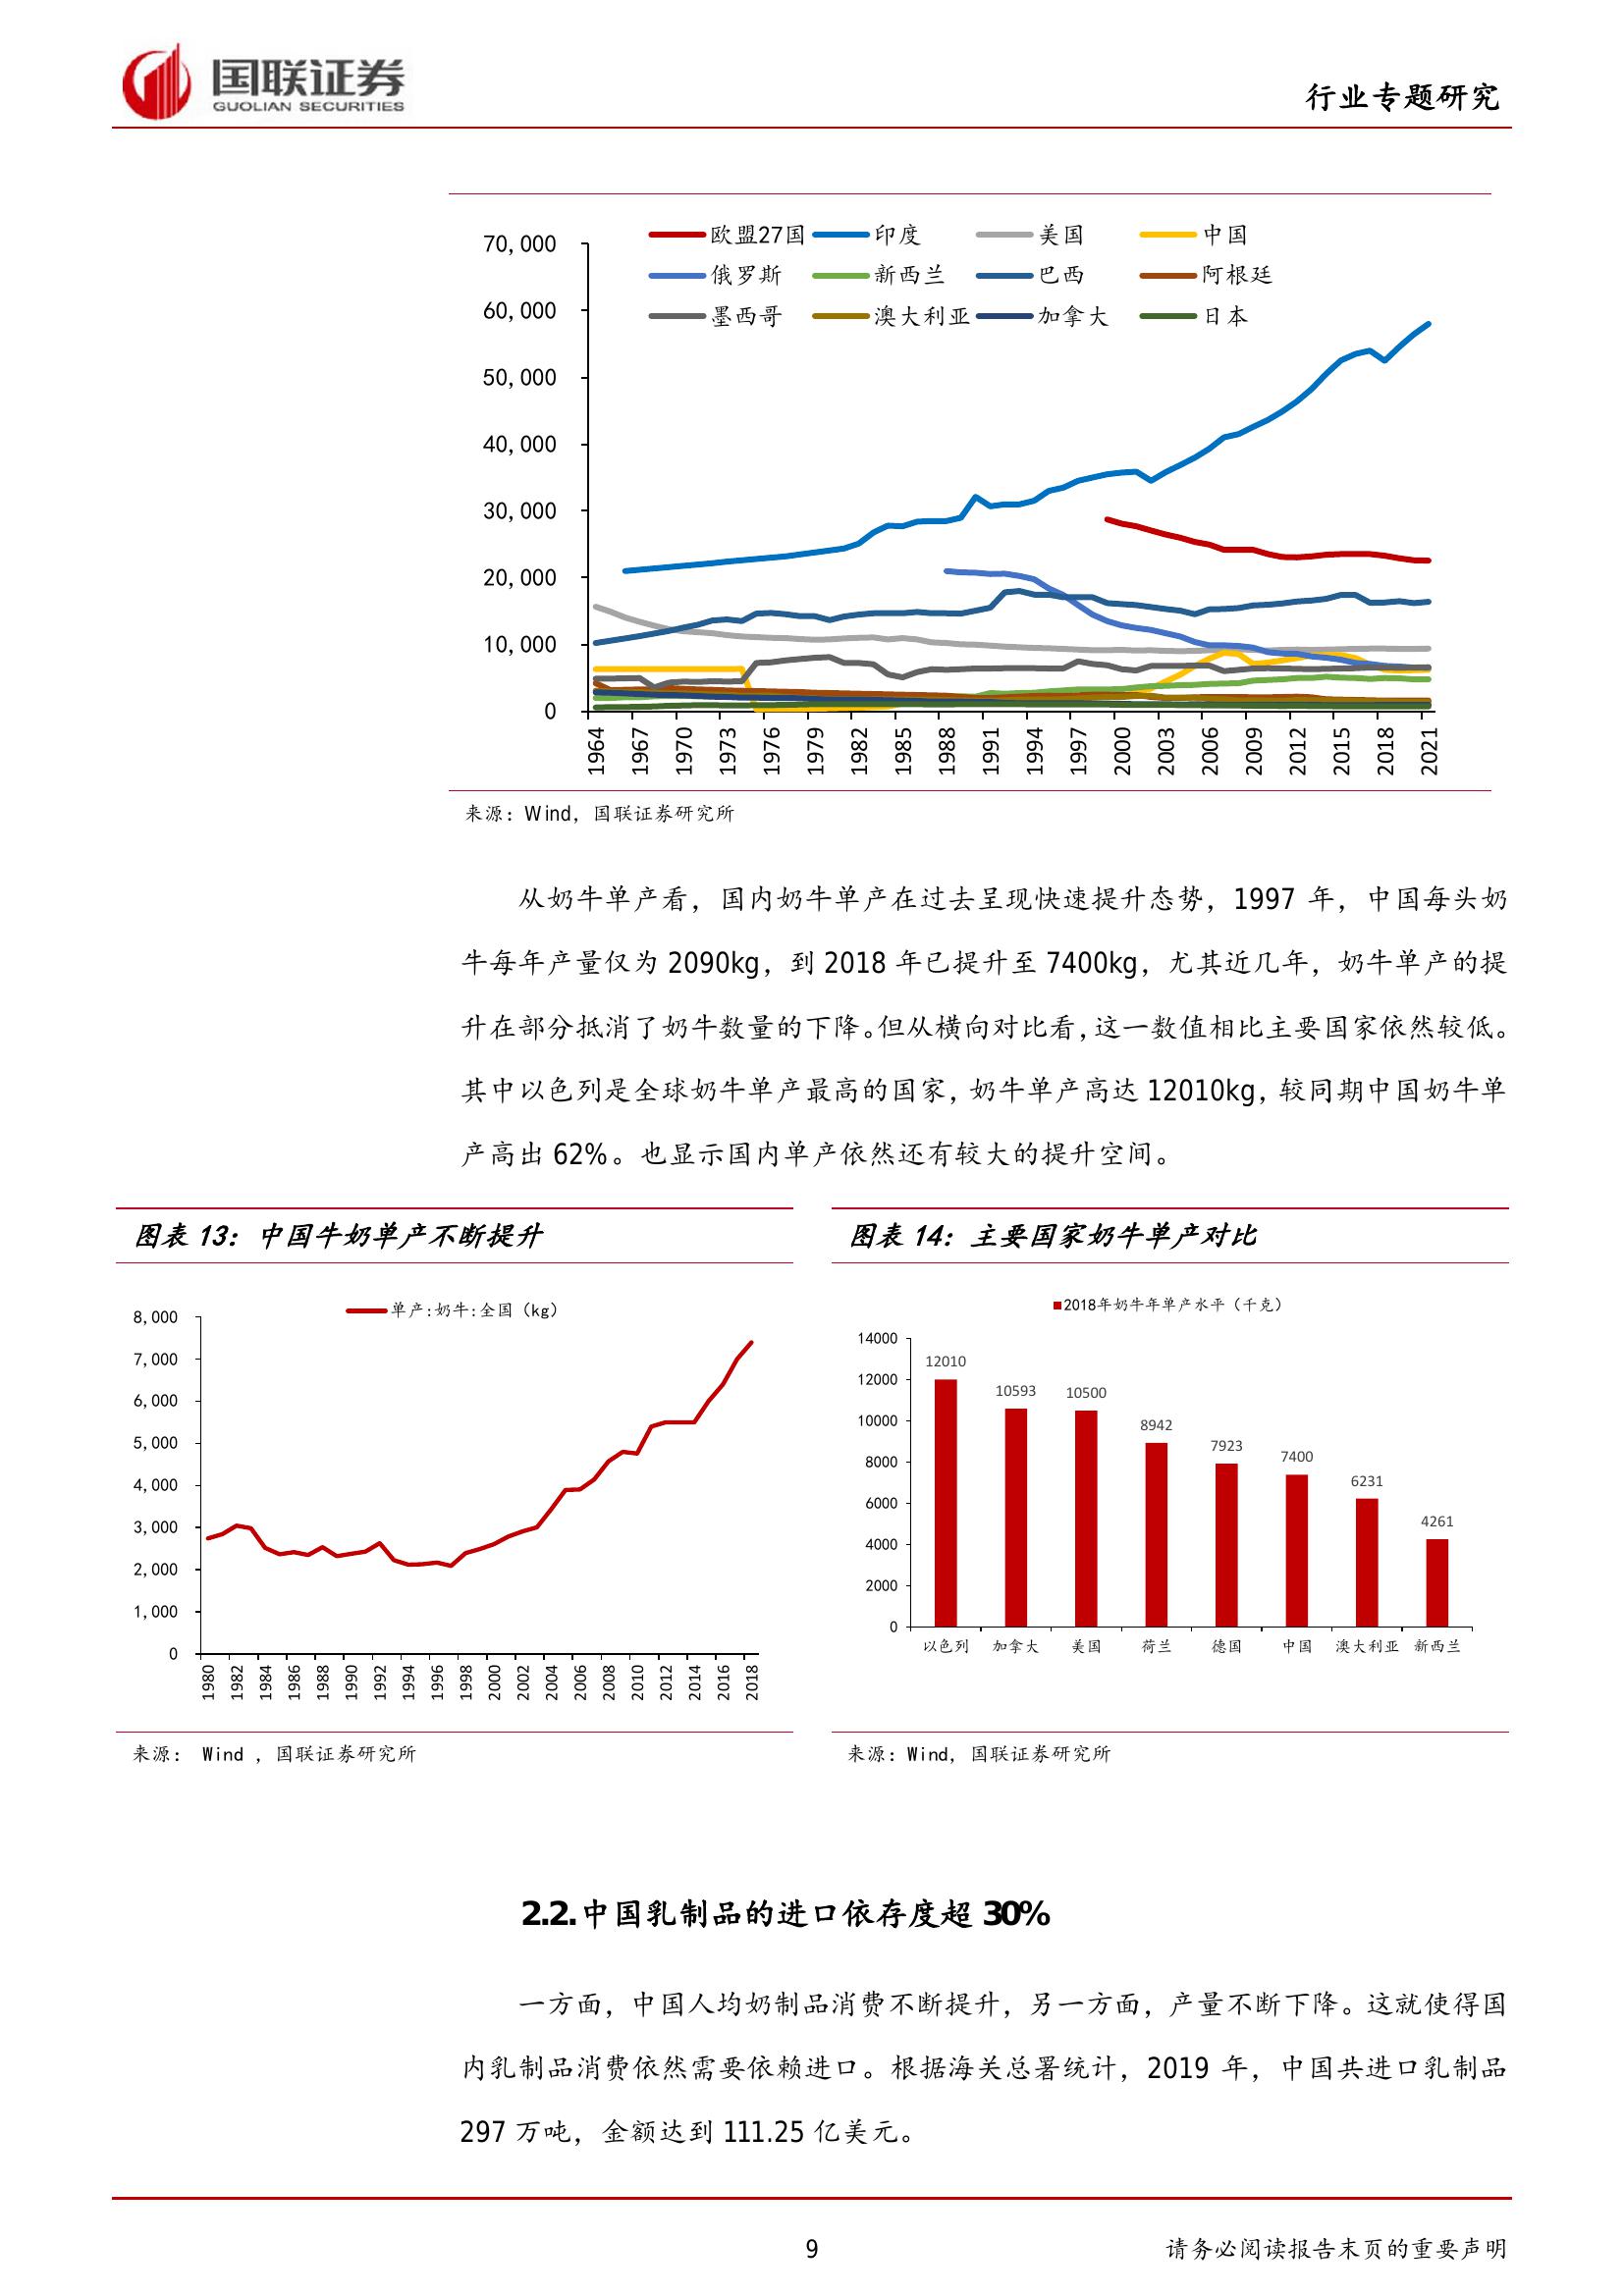 国联证券
GUOLIAN SECURITIES
行业专题研究
欧盟27国 印度 美国 中国
俄罗斯 新西兰 巴西 阿根廷
墨西哥 澳大利亚 加拿大 日本
70,000
60,000
50,000
40,000
30,000
20,000
10,000
0
1964 1967 1970 1973 1976 1979 1982 1985 1988 1991 1994 1997 2000 2003 2006 2009 2012 2015 2018 2021
来源：Wind，国联证券研究所
从奶牛单产看，国内奶牛单产在过去呈现快速提升态势，1997 年，中国每头奶
牛每年产量仅为 2090kg，到 2018 年已提升至 7400kg，尤其近几年，奶牛单产的提
升在部分抵消了奶牛数量的下降。但从横向对比看，这一数值相比主要国家依然较低。
其中以色列是全球奶牛单产最高的国家，奶牛单产高达 12010kg，较同期中国奶牛单
产高出 62%。也显示国内单产依然还有较大的提升空间。
图表 13：中国牛奶单产不断提升
单产:奶牛:全国（kg）
8,000
7,000
6,000
5,000
4,000
3,000
2,000
1,000
0
1980 1982 1984 1986 1988 1990 1992 1994 1996 1998 2000 2002 2004 2006 2008 2010 2012 2014 2016 2018
来源： Wind ，国联证券研究所
图表 14：主要国家奶牛单产对比
2018年奶牛年单产水平（千克）
14000
12000
10000
8000
6000
4000
2000
0
12010 10593 10500 8942 7923 7400 6231 4261
以色列 加拿大 美国 荷兰 德国 中国 澳大利亚 新西兰
来源：Wind，国联证券研究所
2.2.中国乳制品的进口依存度超 30%
一方面，中国人均奶制品消费不断提升，另一方面，产量不断下降。这就使得国
内乳制品消费依然需要依赖进口。根据海关总署统计，2019 年，中国共进口乳制品
297 万吨，金额达到 111.25 亿美元。
9
请务必阅读报告末页的重要声明